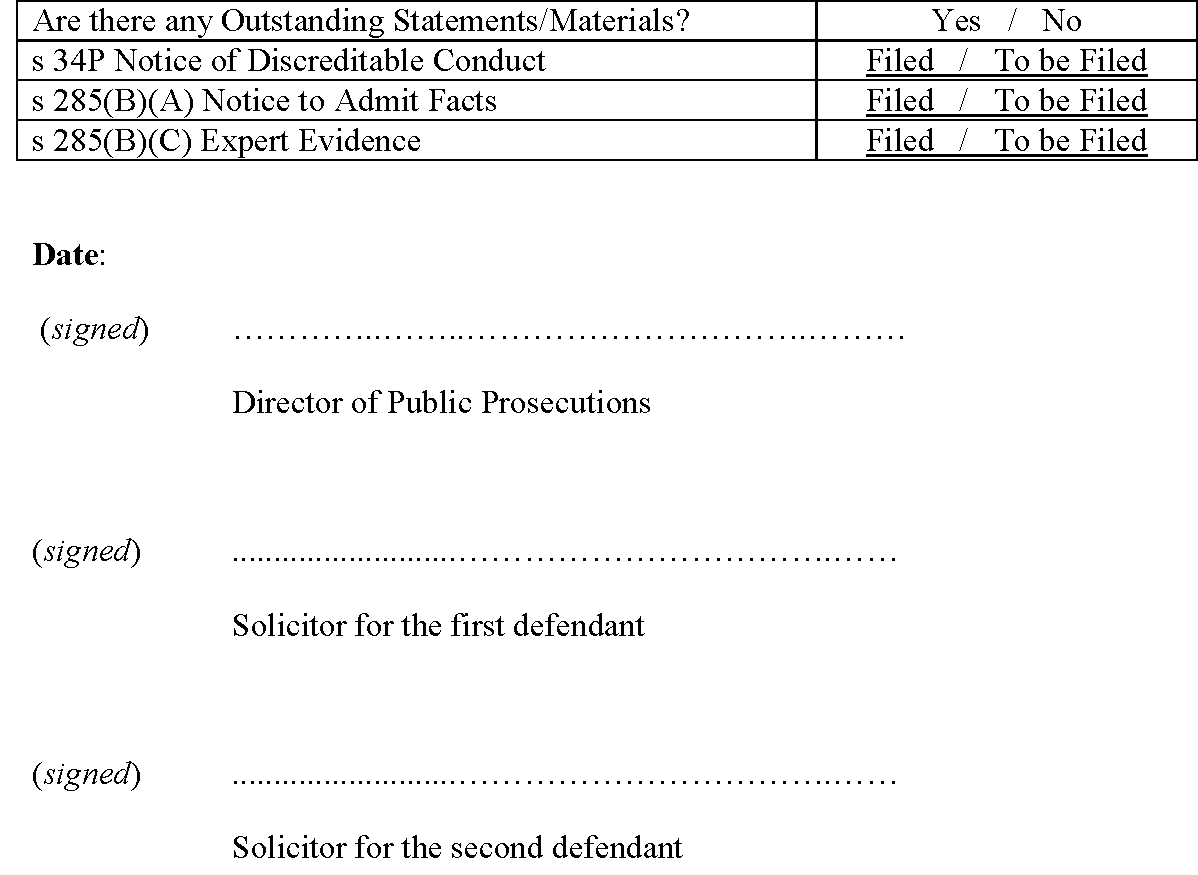 Are there any Outstanding Statements/Materials? Yes / No
s 34P Notice of Discreditable Conduct Filed / To be Filed
s 285(B)(A) Notice to Admit Facts Filed / To be Filed
s 285(B)(C) Expert Evidence Filed / To be Filed
Date:
(signed) …………..……..……………………………….………
Director of Public Prosecutions
(signed) ..........................………………………………….……
Solicitor for the first defendant
(signed) ..........................………………………………….……
Solicitor for the second defendant